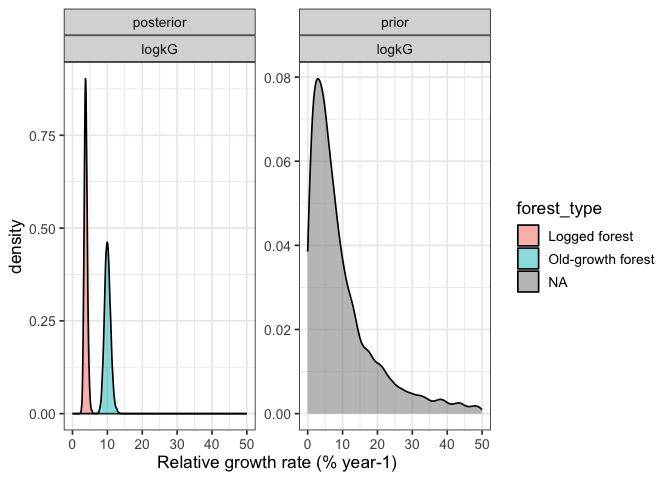 posterior
prior
logkG
logkG
0.75
0.50
0.25
0.00
0.08
0.06
0.04
0.02
0.00
density
0 10 20 30 40 50
0 10 20 30 40 50
Relative growth rate (% year-1)
forest_type
Logged forest
Old-growth forest
NA